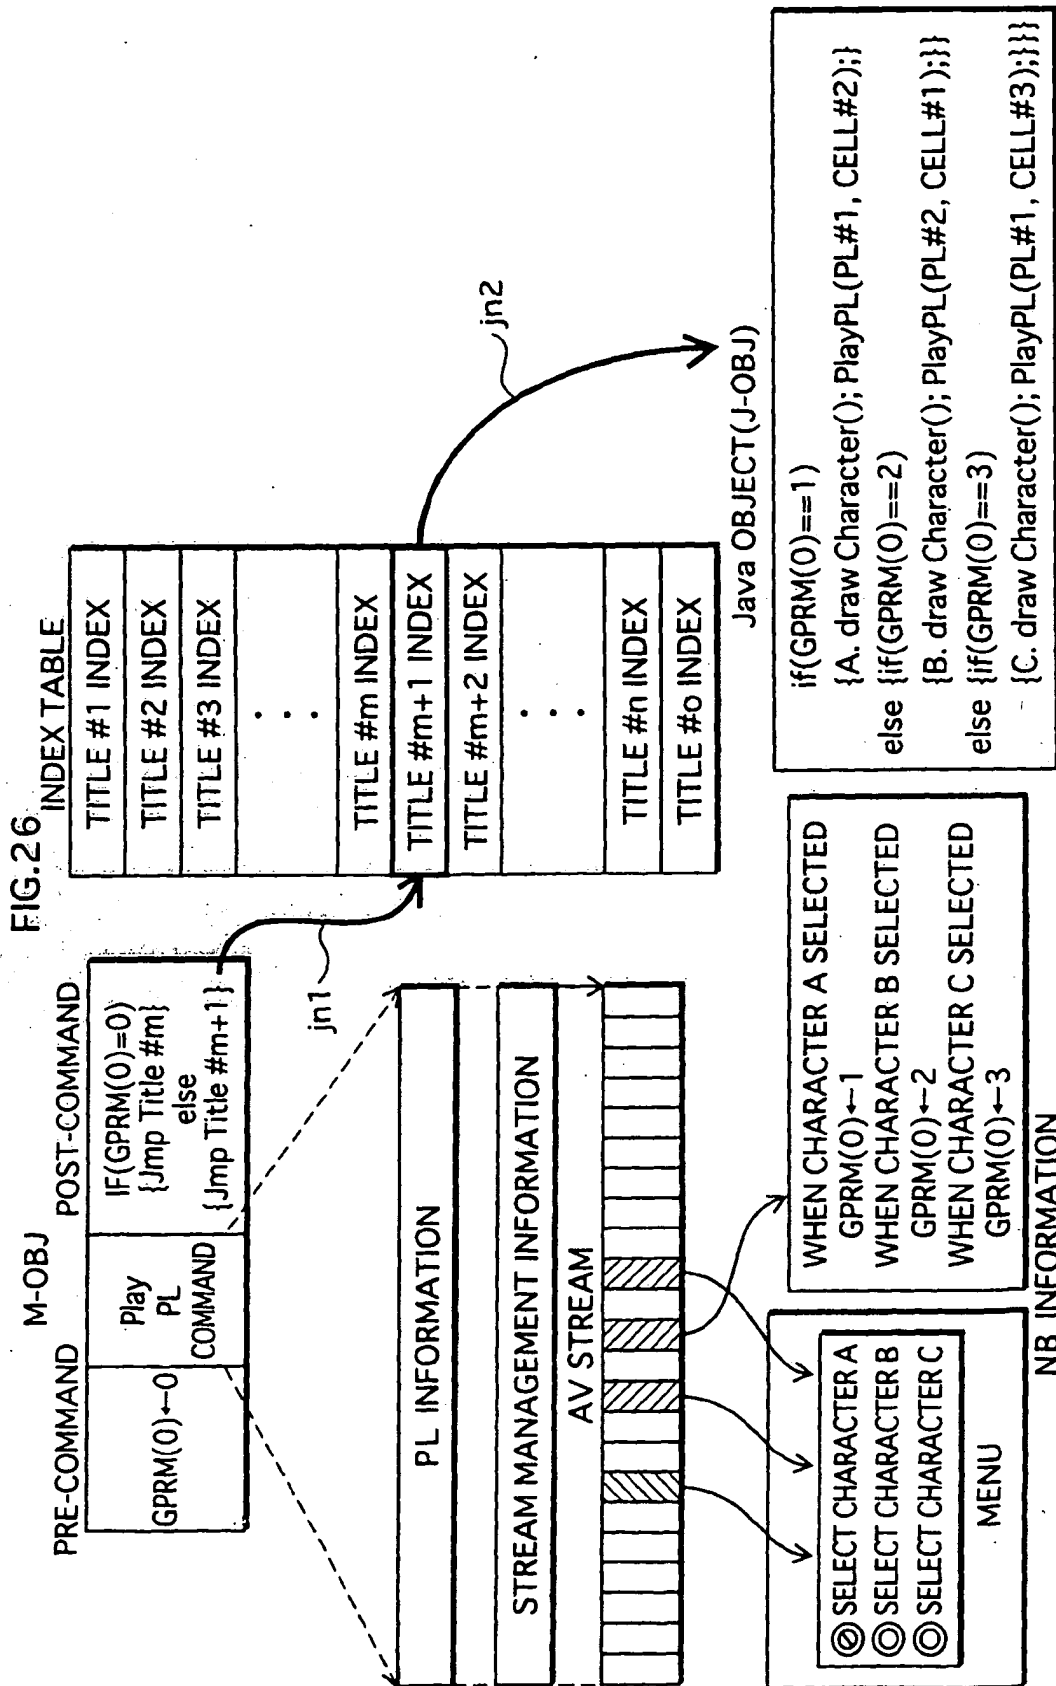 FIG.26
M-OBJ
PRE-COMMAND
POST-COMMAND
GPRM(0)←0
Play
PL
COMMAND
IF(GPRM(0)=0)
{Jmp Title #m}
else
{Jmp Title #m+1}
jn1
INDEX TABLE
TITLE #1 INDEX
TITLE #2 INDEX
TITLE #3 INDEX
· · ·
TITLE #m INDEX
TITLE #m+1 INDEX
TITLE #m+2 INDEX
· · ·
TITLE #n INDEX
TITLE #o INDEX
jn2
PL INFORMATION
STREAM MANAGEMENT INFORMATION
AV STREAM
SELECT CHARACTER A
SELECT CHARACTER B
SELECT CHARACTER C
MENU
WHEN CHARACTER A SELECTED
GPRM(0)←1
WHEN CHARACTER B SELECTED
GPRM(0)←2
WHEN CHARACTER C SELECTED
GPRM(0)←3
NB INFORMATION
Java OBJECT(J-OBJ)
if(GPRM(0)==1)
{A. draw Character(); PlayPL(PL#1, CELL#2);}
else {if(GPRM(0)==2)
{B. draw Character(); PlayPL(PL#2, CELL#1);}}
else {if(GPRM(0)==3)
{C. draw Character(); PlayPL(PL#1, CELL#3);}}}